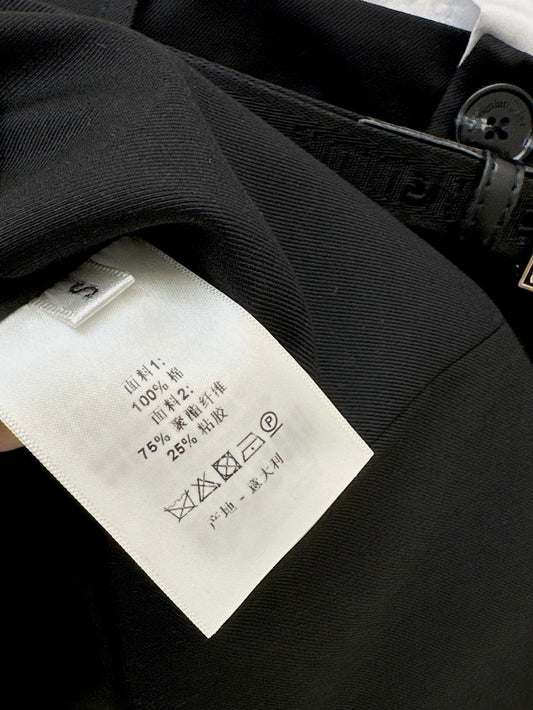 S
面料1:
100% 棉
面料2:
75% 聚酯纤维
25% 粘胶
P
产地 - 意大利